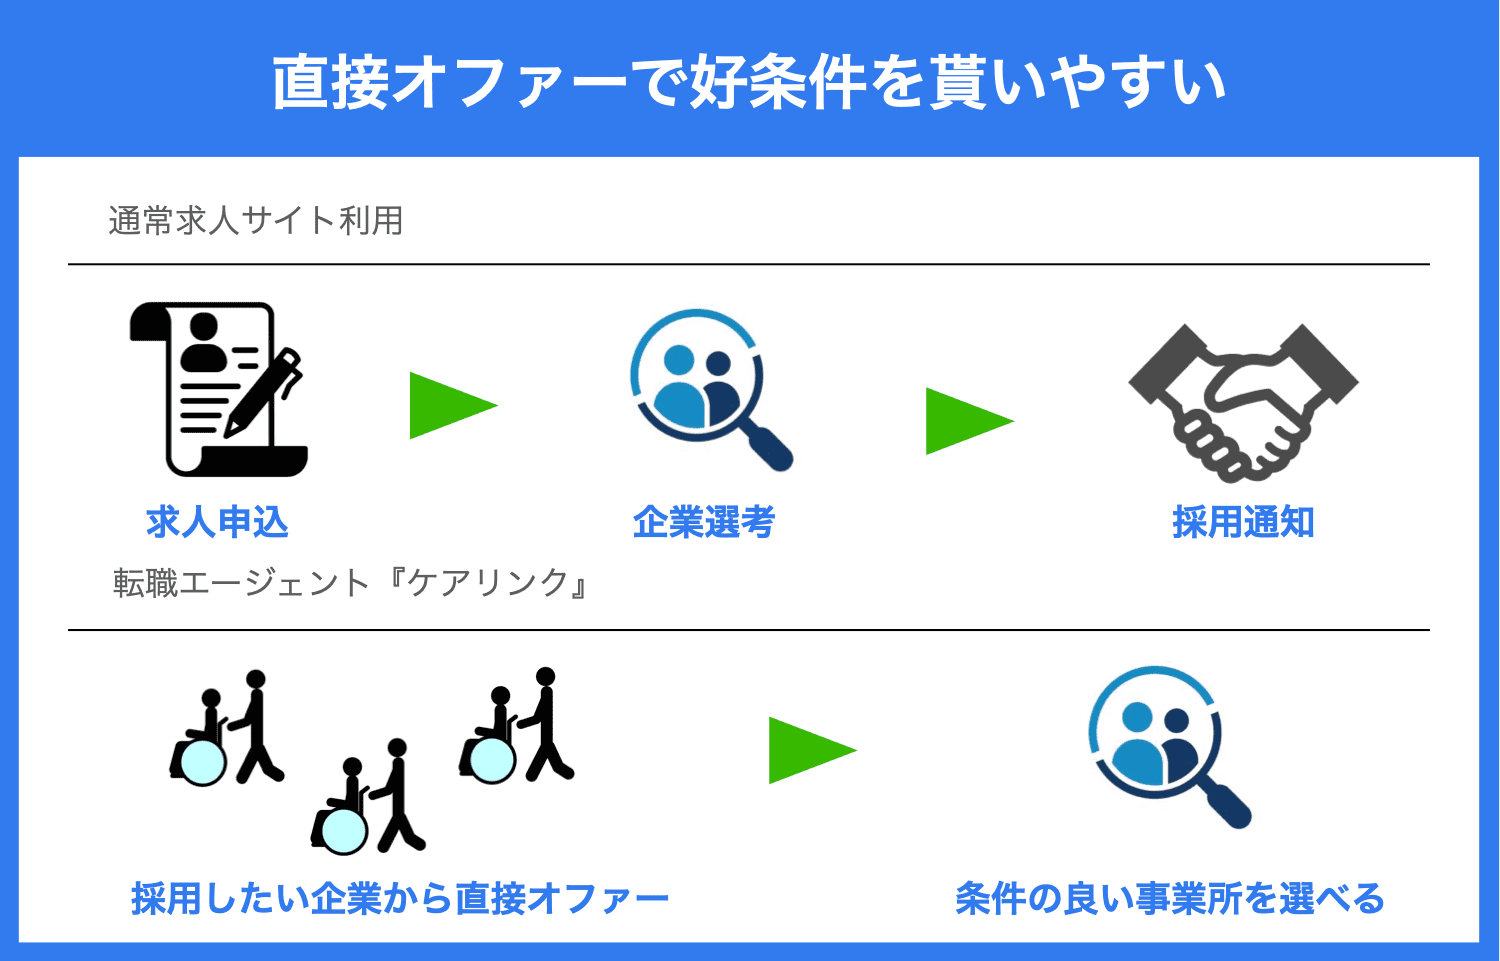 直接オファーで好条件を貰いやすい
通常求人サイト利用
求人申込
企業選考
採用通知
転職エージェント『ケアリンク』
採用したい企業から直接オファー
条件の良い事業所を選べる